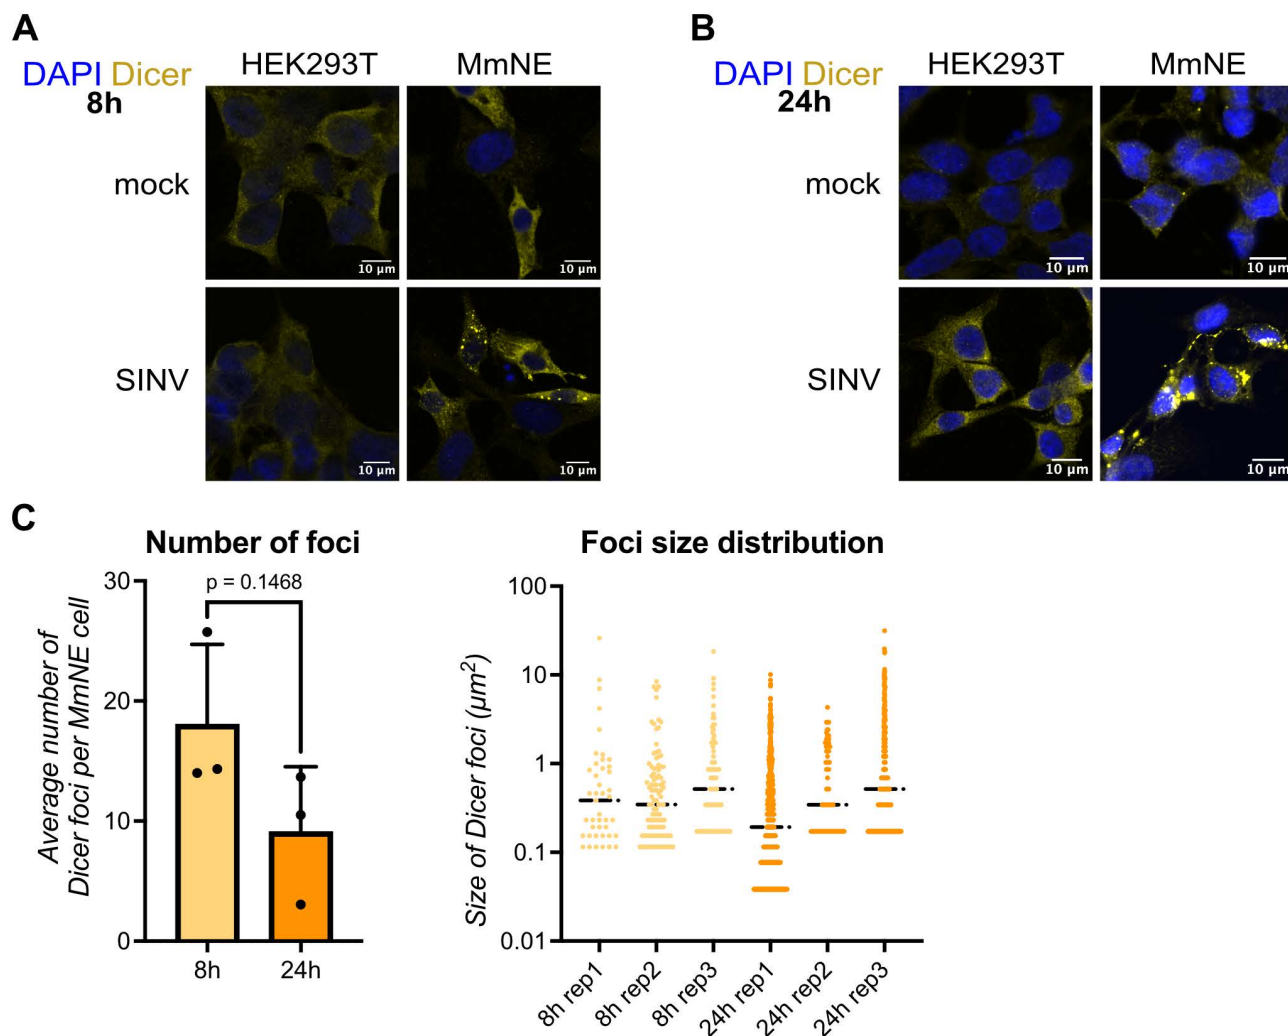 A
DAPI Dicer
8h
HEK293T
MmNE
mock
10 µm
10 µm
SINV
10 µm
10 µm
B
DAPI Dicer
24h
HEK293T
MmNE
mock
10 µm
10 µm
SINV
10 µm
10 µm
C
Number of foci
p = 0.1468
Average number of
Dicer foci per MmNE cell
30
20
10
0
8h
24h
Foci size distribution
Size of Dicer foci (µm²)
100
10
1
0.1
0.01
8h rep1
8h rep2
8h rep3
24h rep1
24h rep2
24h rep3